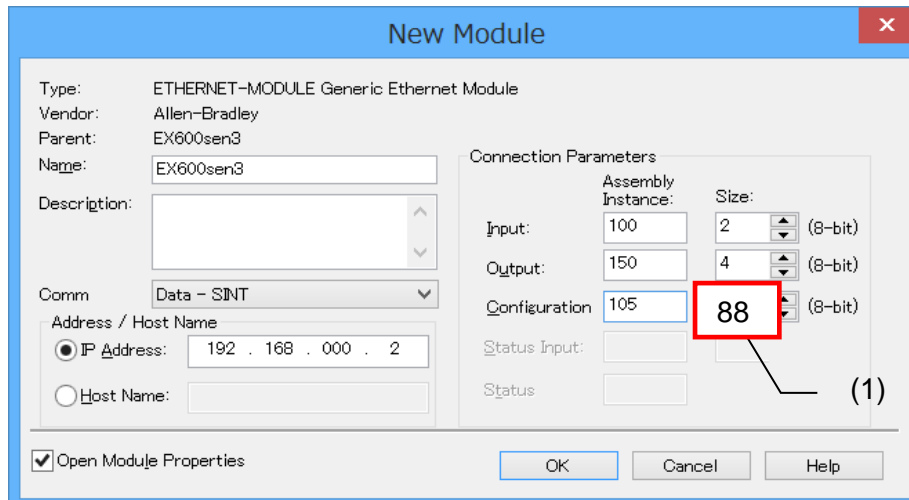 New Module
Type: ETHERNET-MODULE Generic Ethernet Module
Vendor: Allen-Bradley
Parent: EX600sen3
Name: EX600sen3
Description:
Comm Data - SINT
Address / Host Name
IP Address: 192 . 168 . 000 . 2
Host Name:
Connection Parameters
Assembly
Instance: Size:
Input: 100 2 (8-bit)
Output: 150 4 (8-bit)
Configuration 105 88 (8-bit)
Status Input:
Status
(1)
Open Module Properties
OK Cancel Help